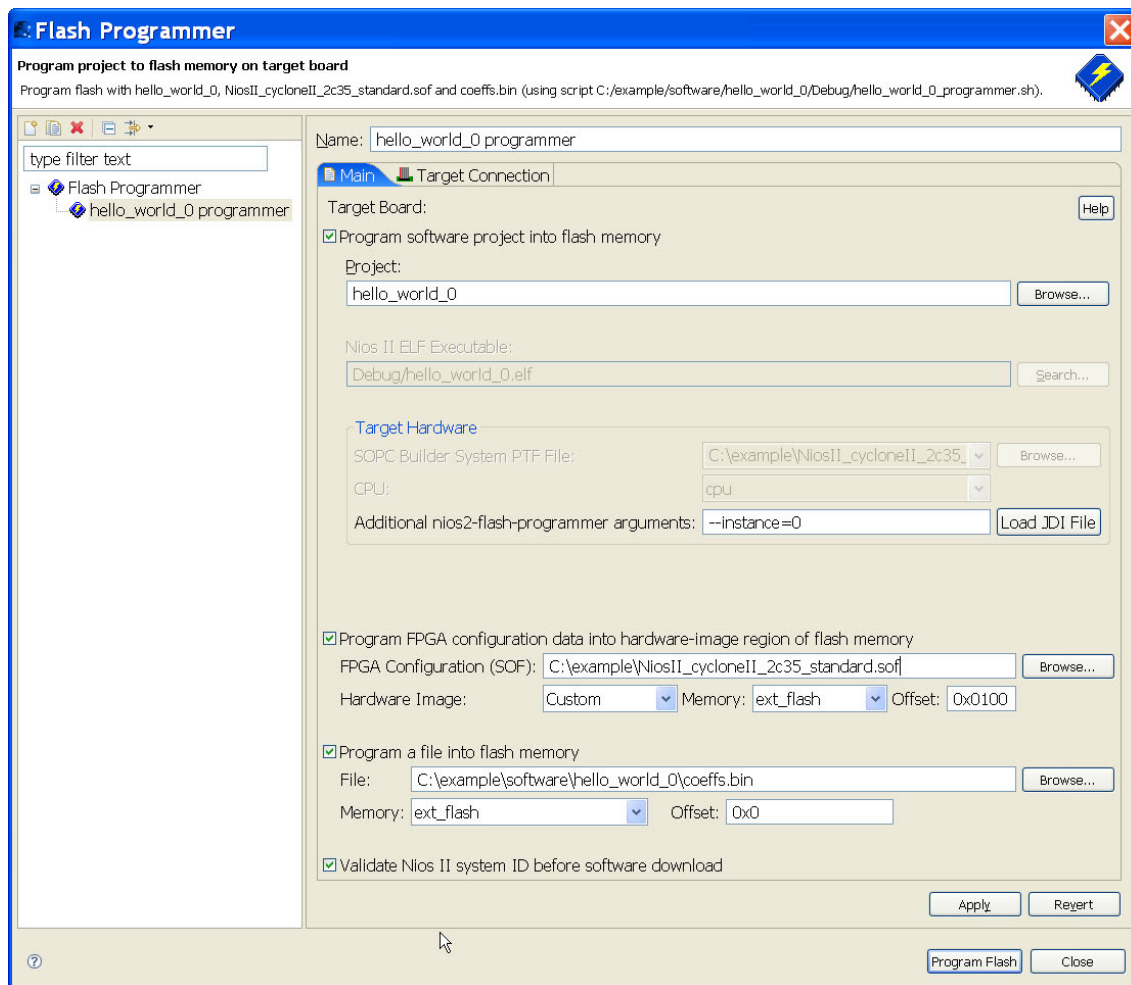 Flash Programmer
Program project to flash memory on target board
Program flash with hello_world_0, NiosII_cycloneII_2c35_standard.sof and coeffs.bin (using script C:/example/software/hello_world_0/Debug/hello_world_0_programmer.sh).
type filter text
Flash Programmer
hello_world_0 programmer
Name: hello_world_0 programmer
Main Target Connection
Target Board: Help
Program software project into flash memory
Project:
hello_world_0 Browse...
Nios II ELF Executable:
Debug/hello_world_0.elf Search...
Target Hardware
SOPC Builder System PTF File: C:\example\NiosII_cycloneII_2c35_ Browse...
CPU: cpu
Additional nios2-flash-programmer arguments: --instance=0 Load JDI File
Program FPGA configuration data into hardware-image region of flash memory
FPGA Configuration (SOF): C:\example\NiosII_cycloneII_2c35_standard.sof Browse...
Hardware Image: Custom Memory: ext_flash Offset: 0x0100
Program a file into flash memory
File: C:\example\software\hello_world_0\coeffs.bin Browse...
Memory: ext_flash Offset: 0x0
Validate Nios II system ID before software download
Apply Revert
? Program Flash Close